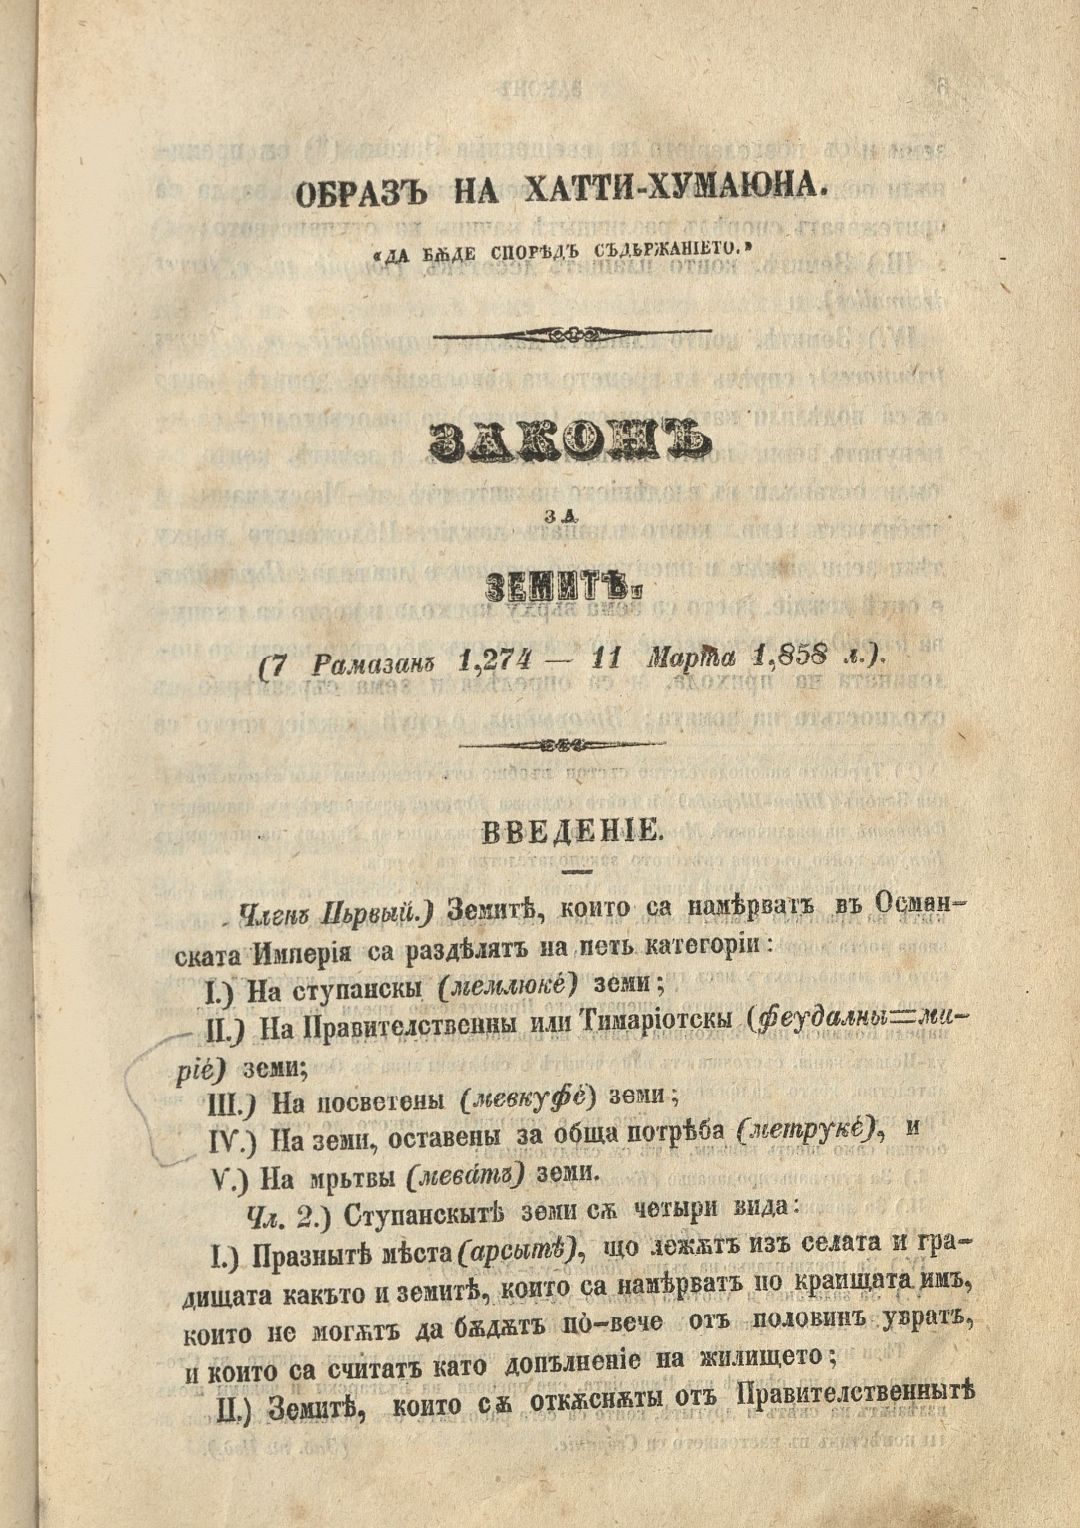 ОБРАЗЪ НА ХАТТИ-ХУМАЮНА.
«ДА БѪДЕ СПОРѢДЪ СЪДЬРЖАНІЕТО.»
ЗАКОНЪ
ЗА
ЗЕМИТѢ,
(7 Рамазанъ 1,274 — 11 Марта 1,858 л.).
ВВЕДЕНІЕ.
Членъ Пьрвый.) Земитѣ, които са намѣрватъ въ Осман-
ската Имперія са раздѣлятъ на петь категоріи:
I.) На ступанскы (мемлюкé) земи;
II.) На Правителственны или Тимаріотскы (феудалны=ми-
ріé) земи;
III.) На посветены (мевкуфé) земи;
IV.) На земи, оставены за обща потрѣба (метрукé), и
V.) На мрьтвы (мевáтъ) земи.
Чл. 2.) Ступанскытѣ земи сѫ четыри вида:
I.) Празнытѣ мѣста (арсытѣ), що лежѫтъ изъ селата и гра-
дищата какъто и земитѣ, които са намѣрватъ по краищата имъ,
които не могѫтъ да бѫдѫтъ пò-вече отъ половинъ увратъ,
и които са считатъ като допълненіе на жилището;
II.) Земитѣ, които сѫ откѫснѫты отъ Правителственнытѣ